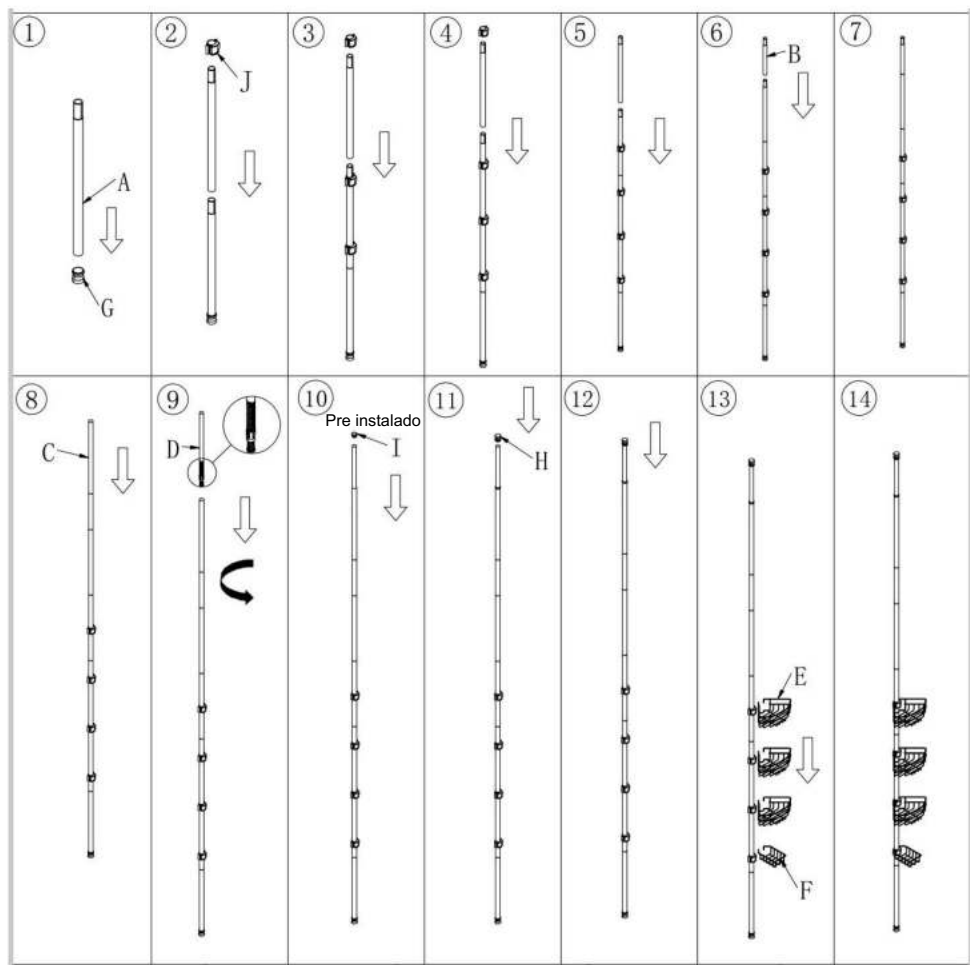 ① ② ③ ④ ⑤ ⑥ ⑦
J
B
A
G
⑧ ⑨ ⑩ ⑪ ⑫ ⑬ ⑭
Pre instalado
C
D
I
H
E
F